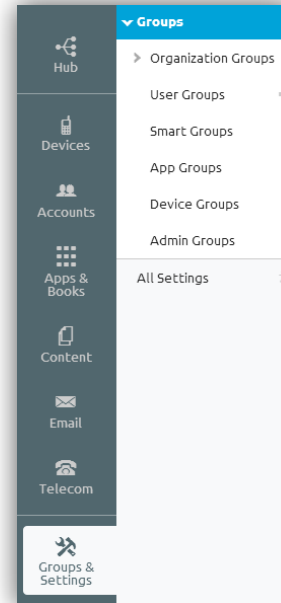 Hub
Devices
Accounts
Apps &
Books
Content
Email
Telecom
Groups &
Settings
Groups
Organization Groups
User Groups
Smart Groups
App Groups
Device Groups
Admin Groups
All Settings